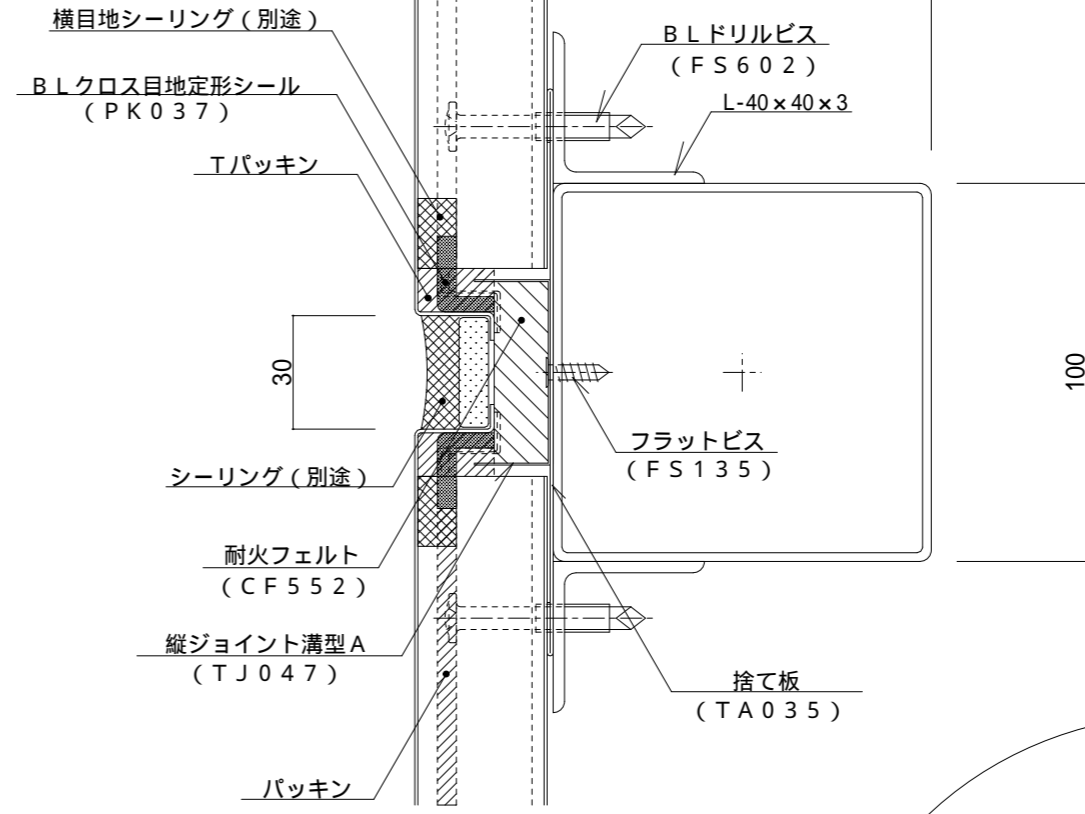 横目地シーリング（別途）
ＢＬクロス目地定形シール
（ＰＫ０３７）
Ｔパッキン
30
シーリング（別途）
耐火フェルト
（ＣＦ５５２）
縦ジョイント溝型Ａ
（ＴＪ０４７）
パッキン
ＢＬドリルビス
（ＦＳ６０２）
L-40×40×3
フラットビス
（ＦＳ１３５）
捨て板
（ＴＡ０３５）
100